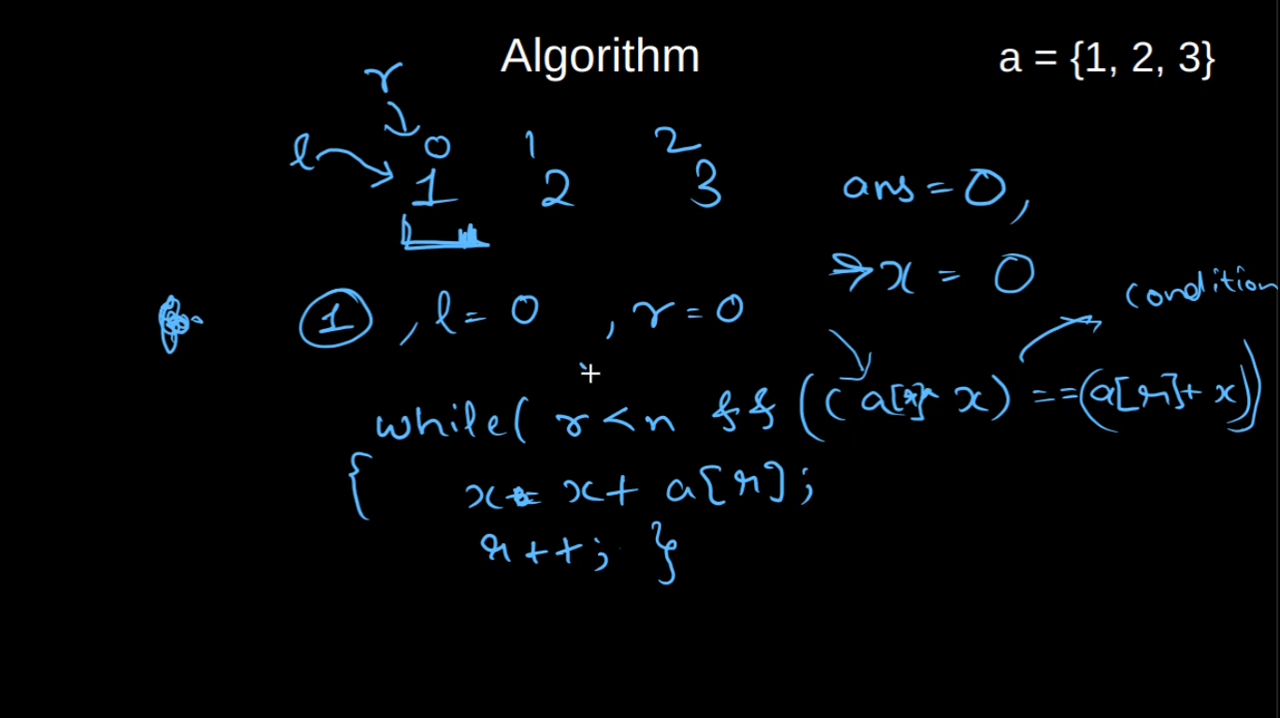 Algorithm
a = {1, 2, 3}
r
l
0 1 2
1 2 3
ans = 0,
x = 0
condition
1 , l = 0 , r = 0
while( r < n && (( a[r]^ x) == (a[r]+ x))
{ x = x + a[r];
r++; }